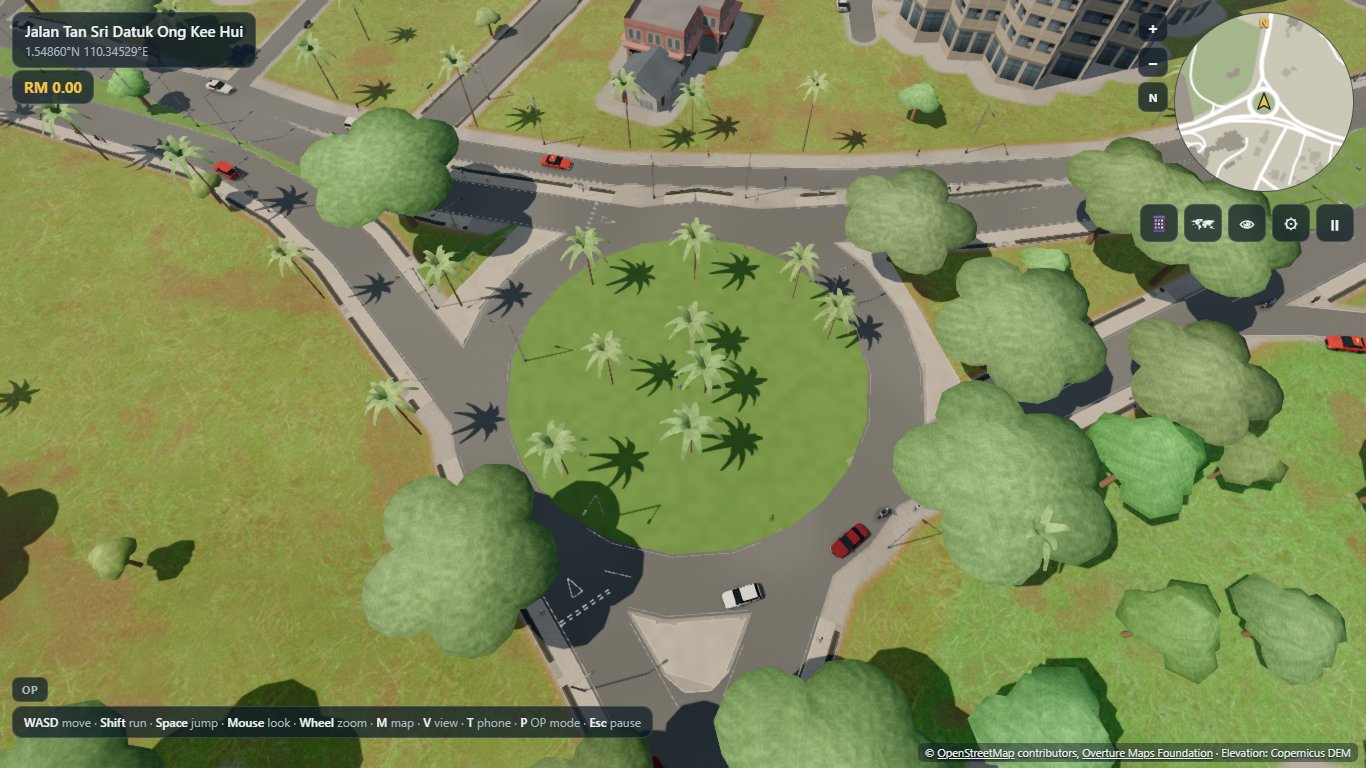 Jalan Tan Sri Datuk Ong Kee Hui
1.54860°N 110.34529°E
RM 0.00
+
−
N
N
OP
WASD move · Shift run · Space jump · Mouse look · Wheel zoom · M map · V view · T phone · P OP mode · Esc pause
© OpenStreetMap contributors, Overture Maps Foundation · Elevation: Copernicus DEM